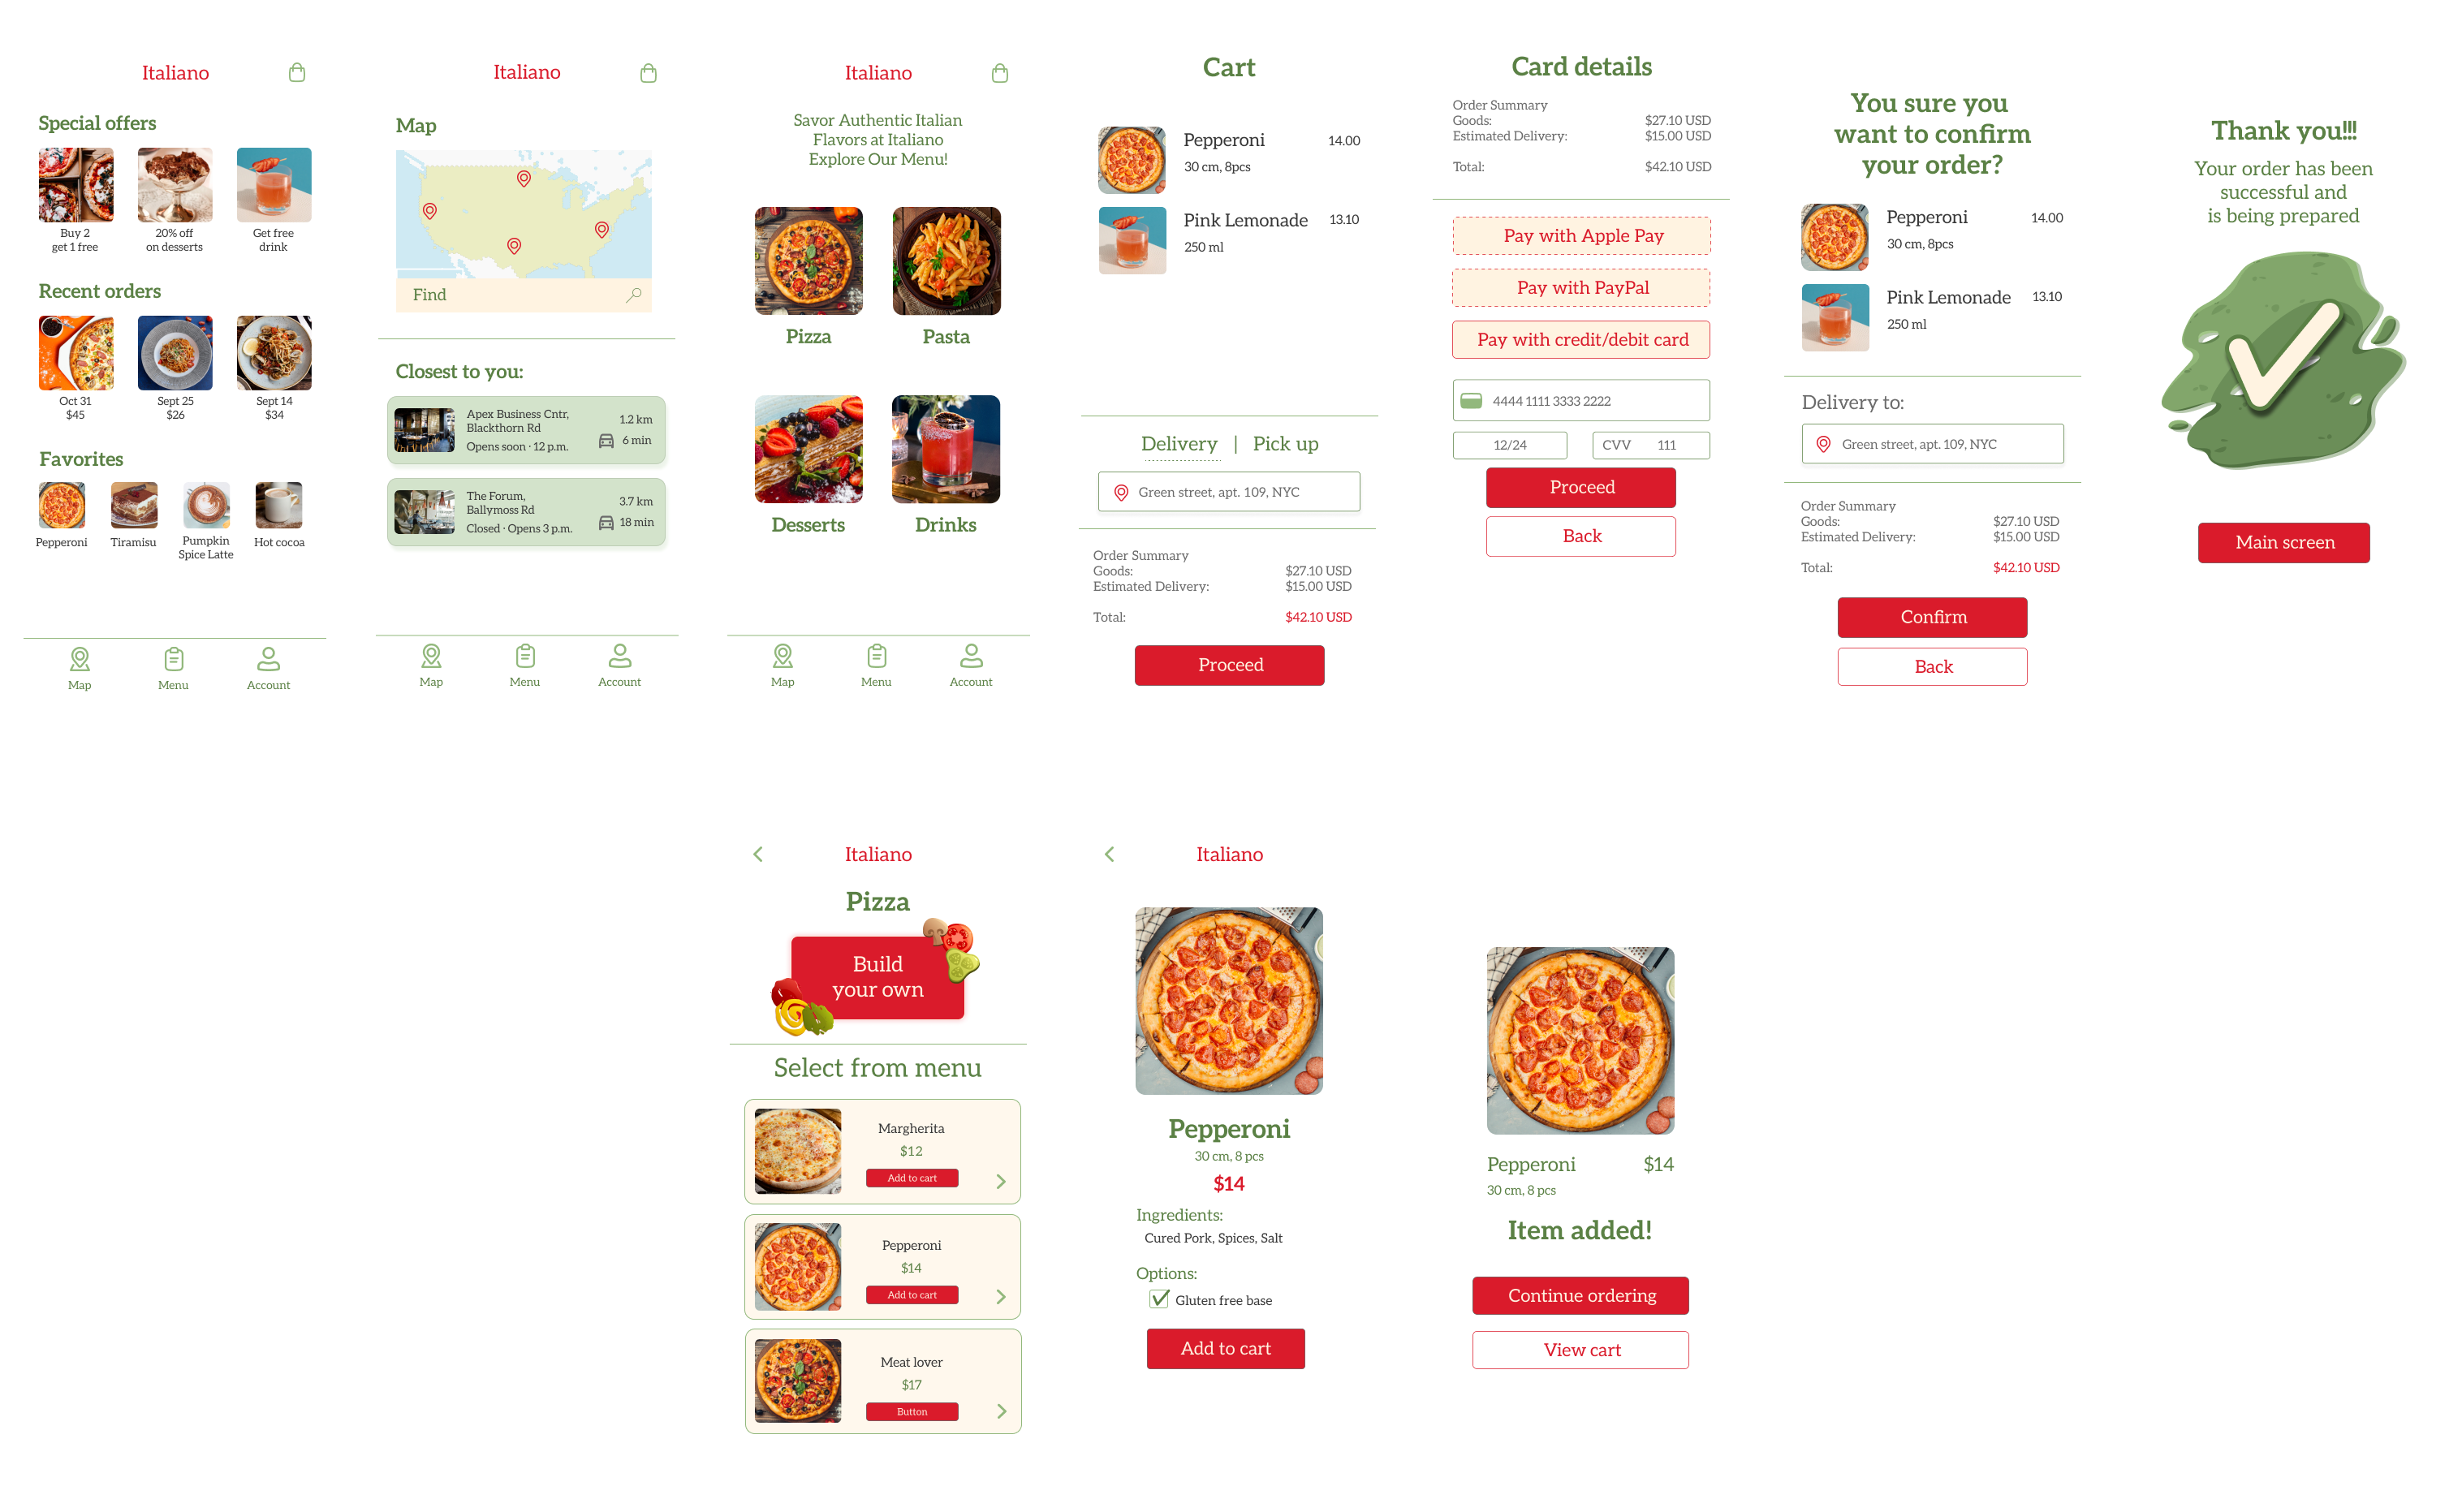 Italiano
Special offers
Buy 2
get 1 free
20% off
on desserts
Get free
drink
Recent orders
Oct 31
$45
Sept 25
$26
Sept 14
$34
Favorites
Pepperoni
Tiramisu
Pumpkin
Spice Latte
Hot cocoa
Map
Menu
Account
Italiano
Map
Find
Closest to you:
Apex Business Cntr,
Blackthorn Rd
Opens soon · 12 p.m.
1.2 km
6 min
The Forum,
Ballymoss Rd
Closed · Opens 3 p.m.
3.7 km
18 min
Map
Menu
Account
Italiano
Savor Authentic Italian
Flavors at Italiano
Explore Our Menu!
Pizza
Pasta
Desserts
Drinks
Map
Menu
Account
Cart
Pepperoni
14.00
30 cm, 8pcs
Pink Lemonade
13.10
250 ml
Delivery | Pick up
Green street, apt. 109, NYC
Order Summary
Goods: $27.10 USD
Estimated Delivery: $15.00 USD
Total: $42.10 USD
Proceed
Card details
Order Summary
Goods: $27.10 USD
Estimated Delivery: $15.00 USD
Total: $42.10 USD
Pay with Apple Pay
Pay with PayPal
Pay with credit/debit card
4444 1111 3333 2222
12/24
CVV 111
Proceed
Back
You sure you
want to confirm
your order?
Pepperoni
14.00
30 cm, 8pcs
Pink Lemonade
13.10
250 ml
Delivery to:
Green street, apt. 109, NYC
Order Summary
Goods: $27.10 USD
Estimated Delivery: $15.00 USD
Total: $42.10 USD
Confirm
Back
Thank you!!!
Your order has been
successful and
is being prepared
Main screen
Italiano
Pizza
Build
your own
Select from menu
Margherita
$12
Add to cart
Pepperoni
$14
Add to cart
Meat lover
$17
Button
Italiano
Pepperoni
30 cm, 8 pcs
$14
Ingredients:
Cured Pork, Spices, Salt
Options:
Gluten free base
Add to cart
Pepperoni $14
30 cm, 8 pcs
Item added!
Continue ordering
View cart